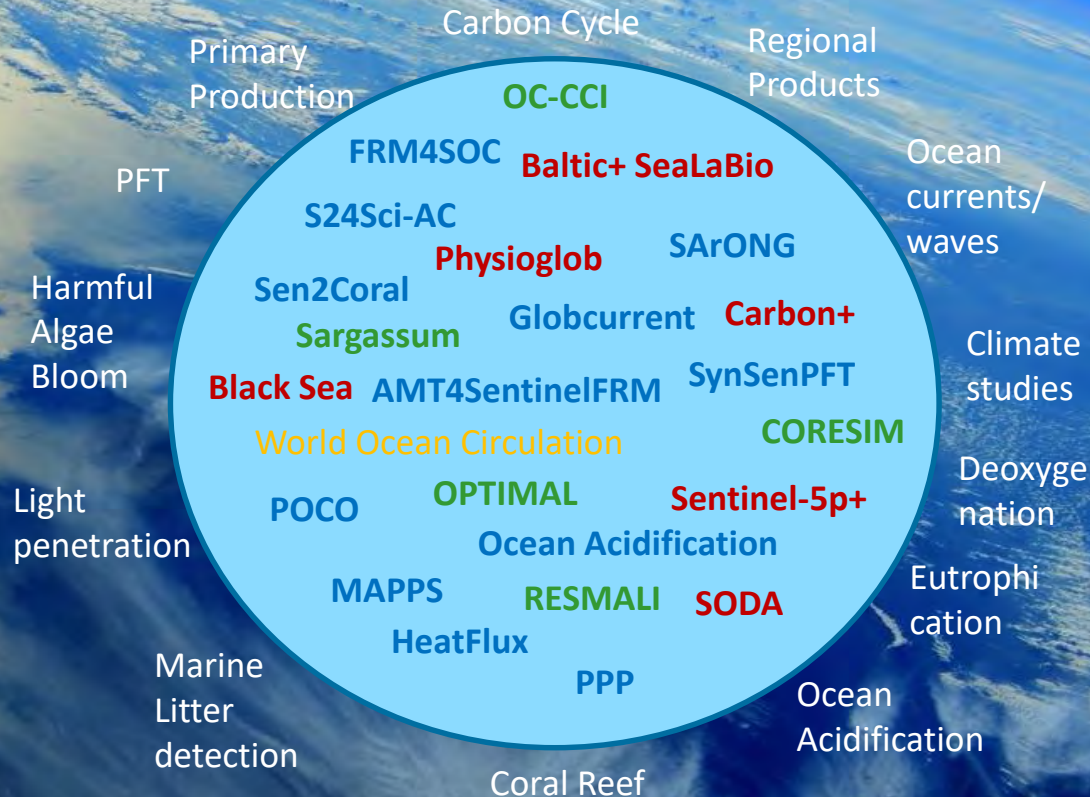 Carbon Cycle
Primary
Production
Regional
Products
OC-CCI
FRM4SOC
Baltic+ SeaLaBio
PFT
Ocean
currents/
waves
S24Sci-AC
Physioglob
SArONG
Harmful
Algae
Bloom
Sen2Coral
Globcurrent
Carbon+
Sargassum
Climate
studies
Black Sea
AMT4SentinelFRM
SynSenPFT
World Ocean Circulation
CORESIM
Light
penetration
POCO
OPTIMAL
Sentinel-5p+
Deoxyge
nation
Ocean Acidification
MAPPS
RESMALI
SODA
Eutrophi
cation
HeatFlux
PPP
Marine
Litter
detection
Ocean
Acidification
Coral Reef